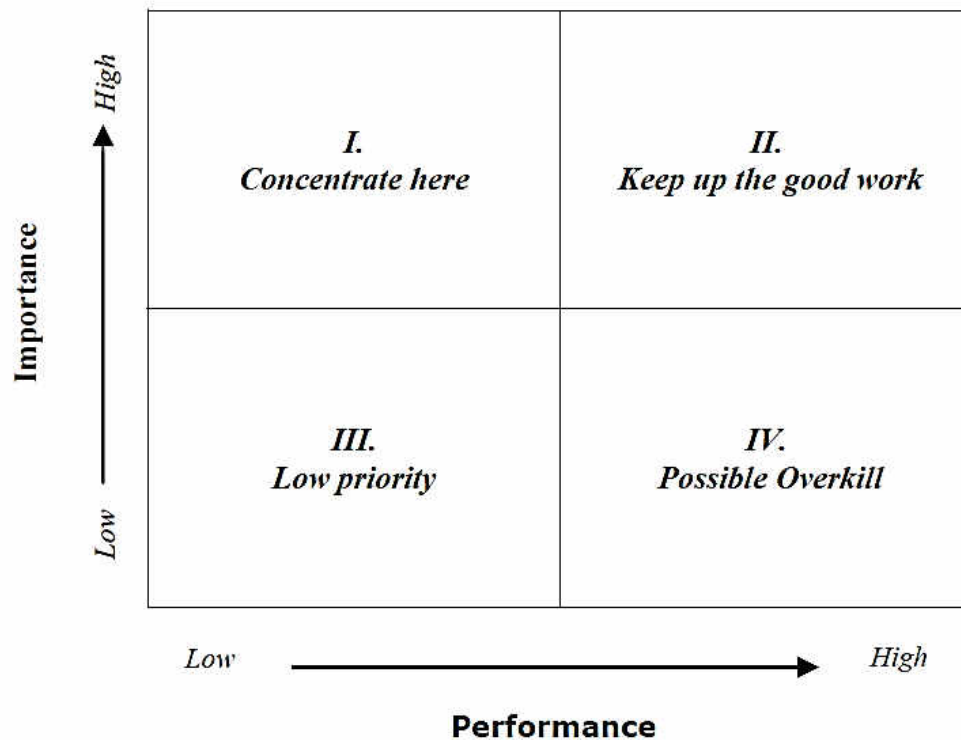 High
I.
Concentrate here
II.
Keep up the good work
Importance
III.
Low priority
IV.
Possible Overkill
Low
Low
High
Performance